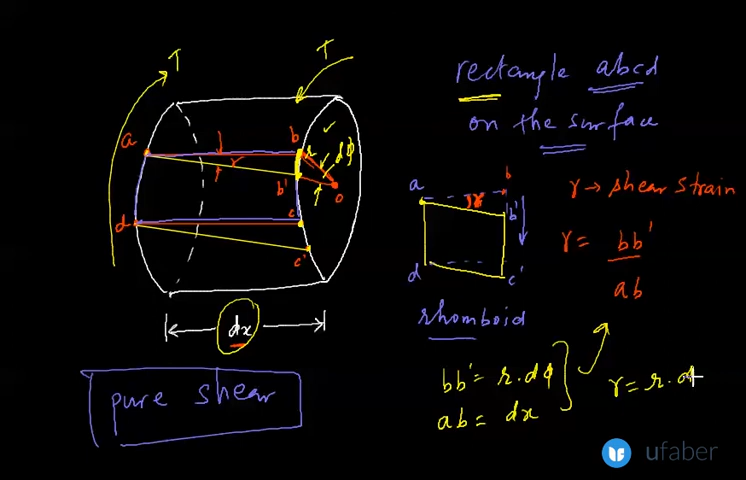 T
T
rectangle abcd
on the surface
a
b
r
dφ
γ
b'
o
d
c
c'
a
b
γ
b'
d
c'
γ → shear strain
γ = bb'
ab
rhomboid
dx
pure shear
bb' = r.dφ
ab = dx
γ = r.d
ufaber